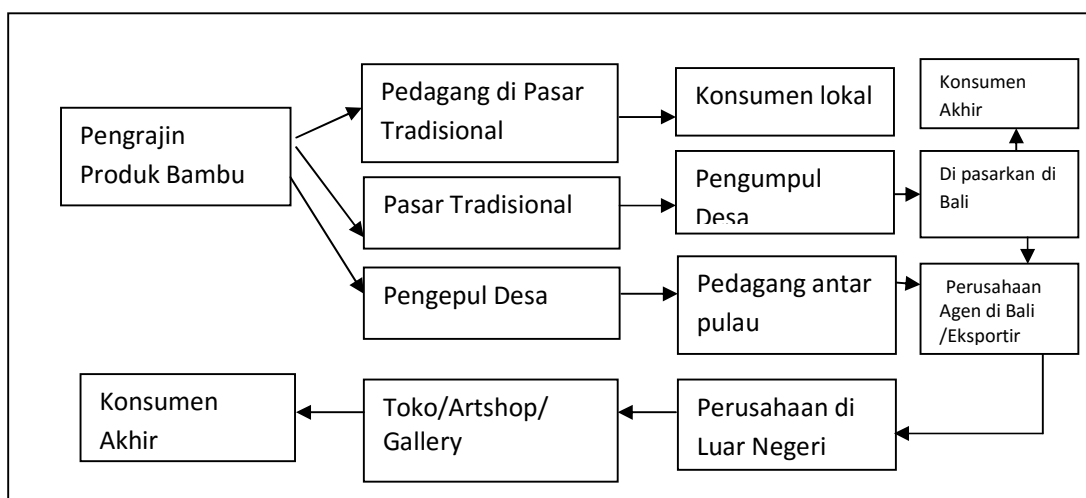 Pengrajin
Produk Bambu
Pedagang di Pasar
Tradisional
Konsumen lokal
Konsumen
Akhir
Pasar Tradisional
Pengumpul
Desa
Di pasarkan di
Bali
Pengepul Desa
Pedagang antar
pulau
Perusahaan
Agen di Bali
/Eksportir
Konsumen
Akhir
Toko/Artshop/
Gallery
Perusahaan di
Luar Negeri